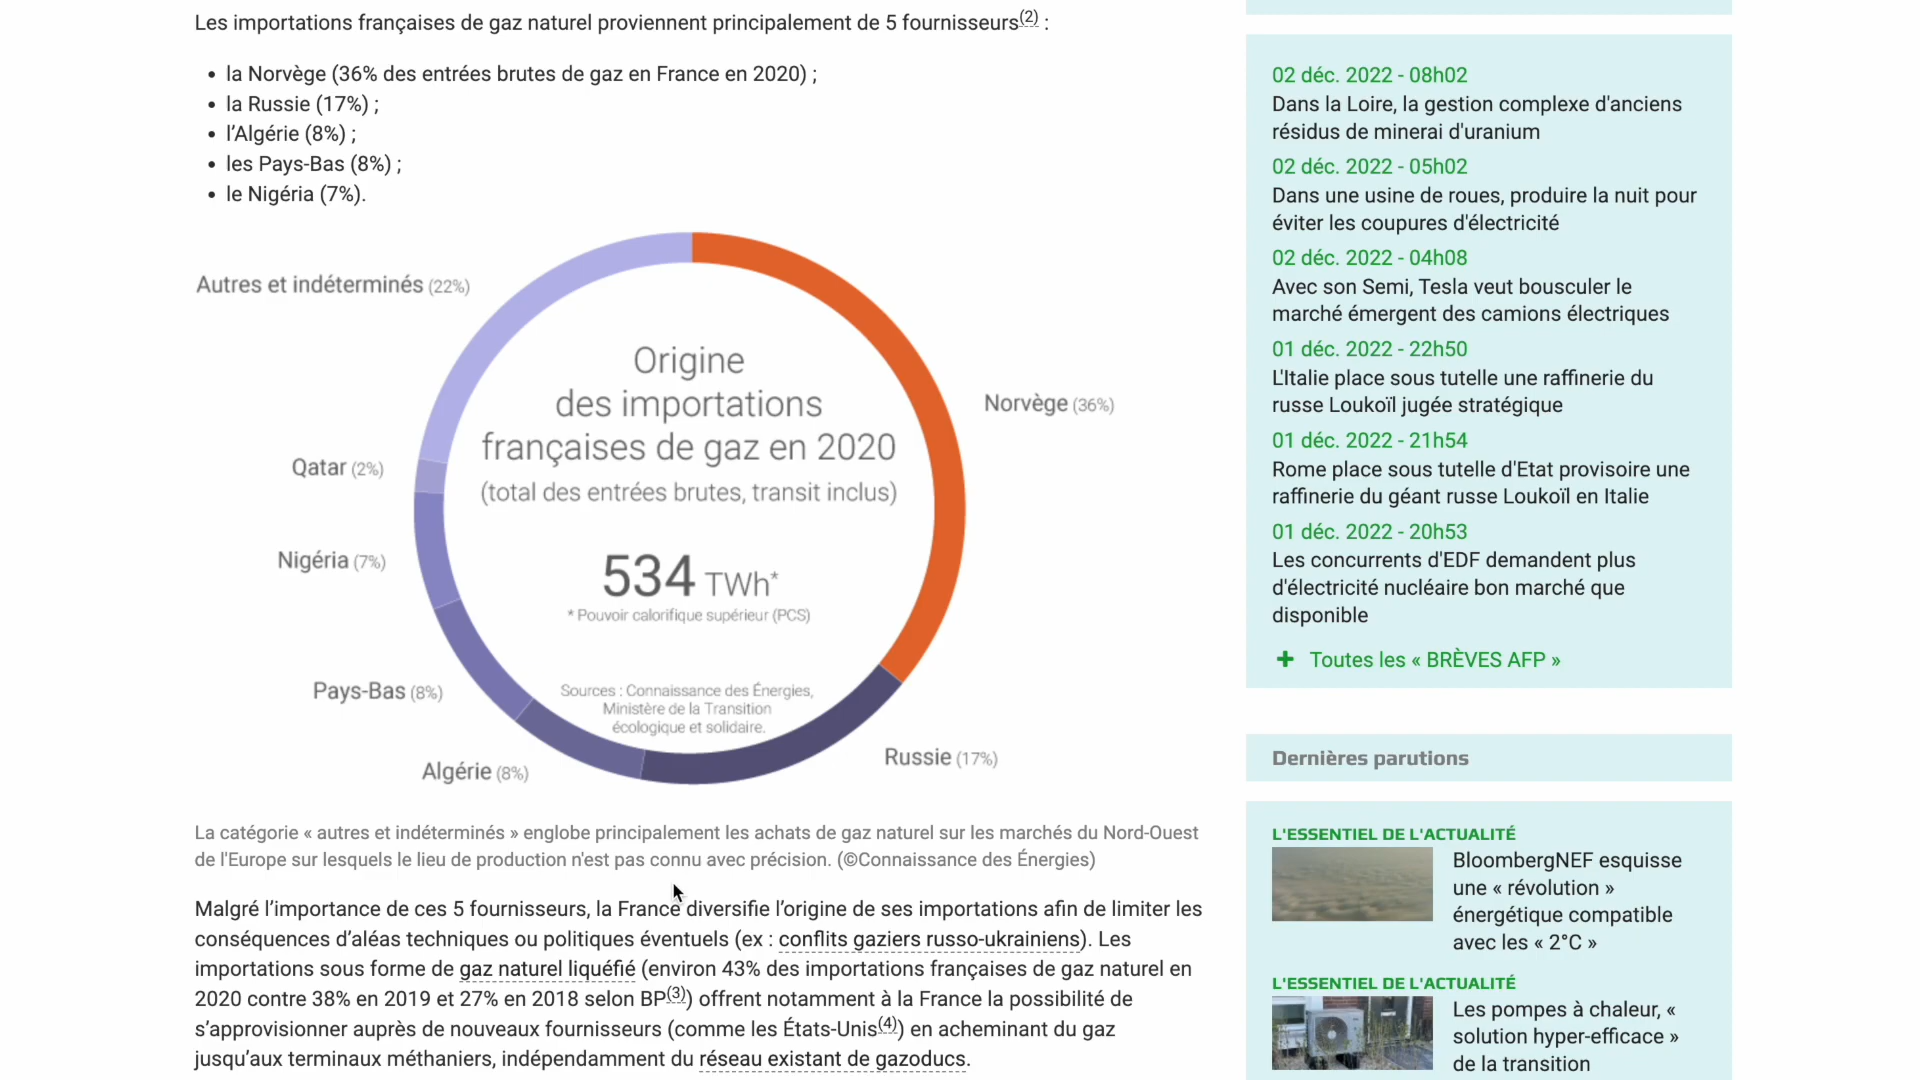 Les importations françaises de gaz naturel proviennent principalement de 5 fournisseurs(2) :
• la Norvège (36% des entrées brutes de gaz en France en 2020) ;
• la Russie (17%) ;
• l’Algérie (8%) ;
• les Pays-Bas (8%) ;
• le Nigéria (7%).
Autres et indéterminés (22%)
Norvège (36%)
Qatar (2%)
Nigéria (7%)
Pays-Bas (8%)
Algérie (8%)
Russie (17%)
Origine
des importations
françaises de gaz en 2020
(total des entrées brutes, transit inclus)
534 TWh*
* Pouvoir calorifique supérieur (PCS)
Sources : Connaissance des Énergies,
Ministère de la Transition
écologique et solidaire.
La catégorie « autres et indéterminés » englobe principalement les achats de gaz naturel sur les marchés du Nord-Ouest
de l'Europe sur lesquels le lieu de production n'est pas connu avec précision. (©Connaissance des Énergies)
Malgré l’importance de ces 5 fournisseurs, la France diversifie l’origine de ses importations afin de limiter les
conséquences d’aléas techniques ou politiques éventuels (ex : conflits gaziers russo-ukrainiens). Les
importations sous forme de gaz naturel liquéfié (environ 43% des importations françaises de gaz naturel en
2020 contre 38% en 2019 et 27% en 2018 selon BP(3)) offrent notamment à la France la possibilité de
s’approvisionner auprès de nouveaux fournisseurs (comme les États-Unis(4)) en acheminant du gaz
jusqu’aux terminaux méthaniers, indépendamment du réseau existant de gazoducs.
02 déc. 2022 - 08h02
Dans la Loire, la gestion complexe d'anciens
résidus de minerai d'uranium
02 déc. 2022 - 05h02
Dans une usine de roues, produire la nuit pour
éviter les coupures d'électricité
02 déc. 2022 - 04h08
Avec son Semi, Tesla veut bousculer le
marché émergent des camions électriques
01 déc. 2022 - 22h50
L'Italie place sous tutelle une raffinerie du
russe Loukoïl jugée stratégique
01 déc. 2022 - 21h54
Rome place sous tutelle d'Etat provisoire une
raffinerie du géant russe Loukoïl en Italie
01 déc. 2022 - 20h53
Les concurrents d'EDF demandent plus
d'électricité nucléaire bon marché que
disponible
+ Toutes les « BRÈVES AFP »
Dernières parutions
L'ESSENTIEL DE L'ACTUALITÉ
BloombergNEF esquisse
une « révolution »
énergétique compatible
avec les « 2°C »
L'ESSENTIEL DE L'ACTUALITÉ
Les pompes à chaleur, «
solution hyper-efficace »
de la transition